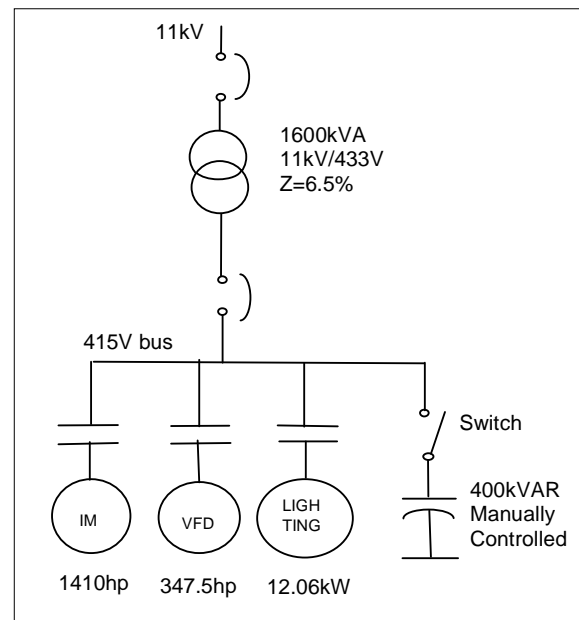 11kV
1600kVA
11kV/433V
Z=6.5%
415V bus
Switch
IM
VFD
LIGH
TING
400kVAR
Manually
Controlled
1410hp
347.5hp
12.06kW